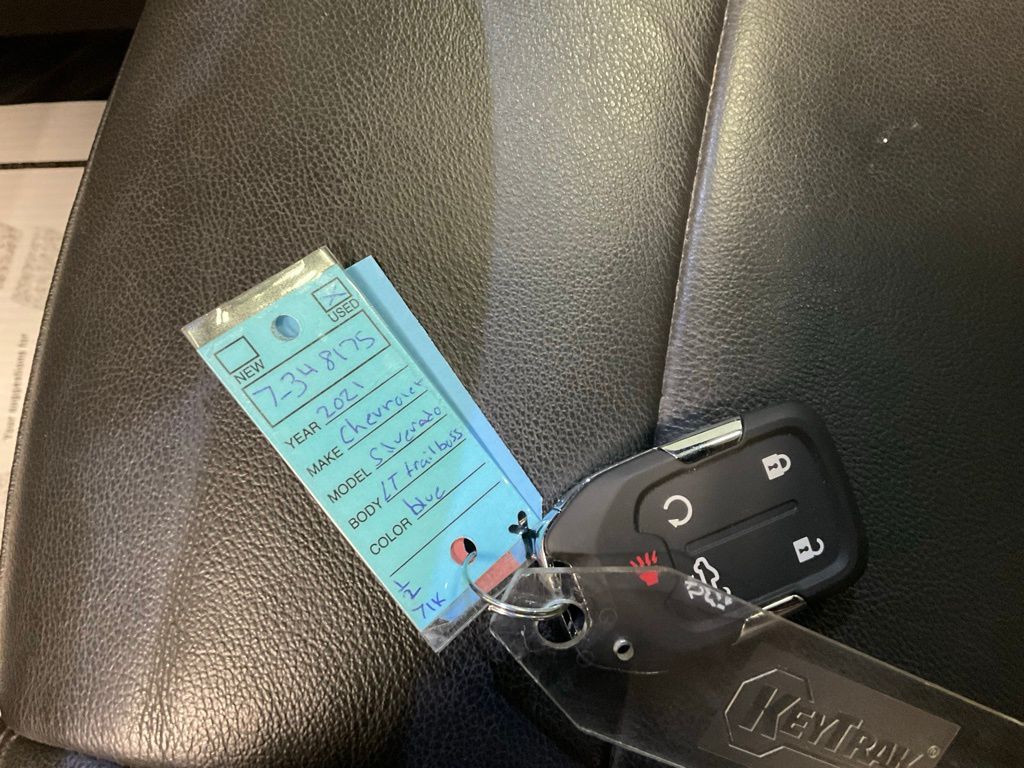 NEW
USED
7-348175
YEAR 2021
MAKE Chevrolet
MODEL Silverado
BODY LT trailboss
COLOR blue
1/2
71K
KEYTRAK®